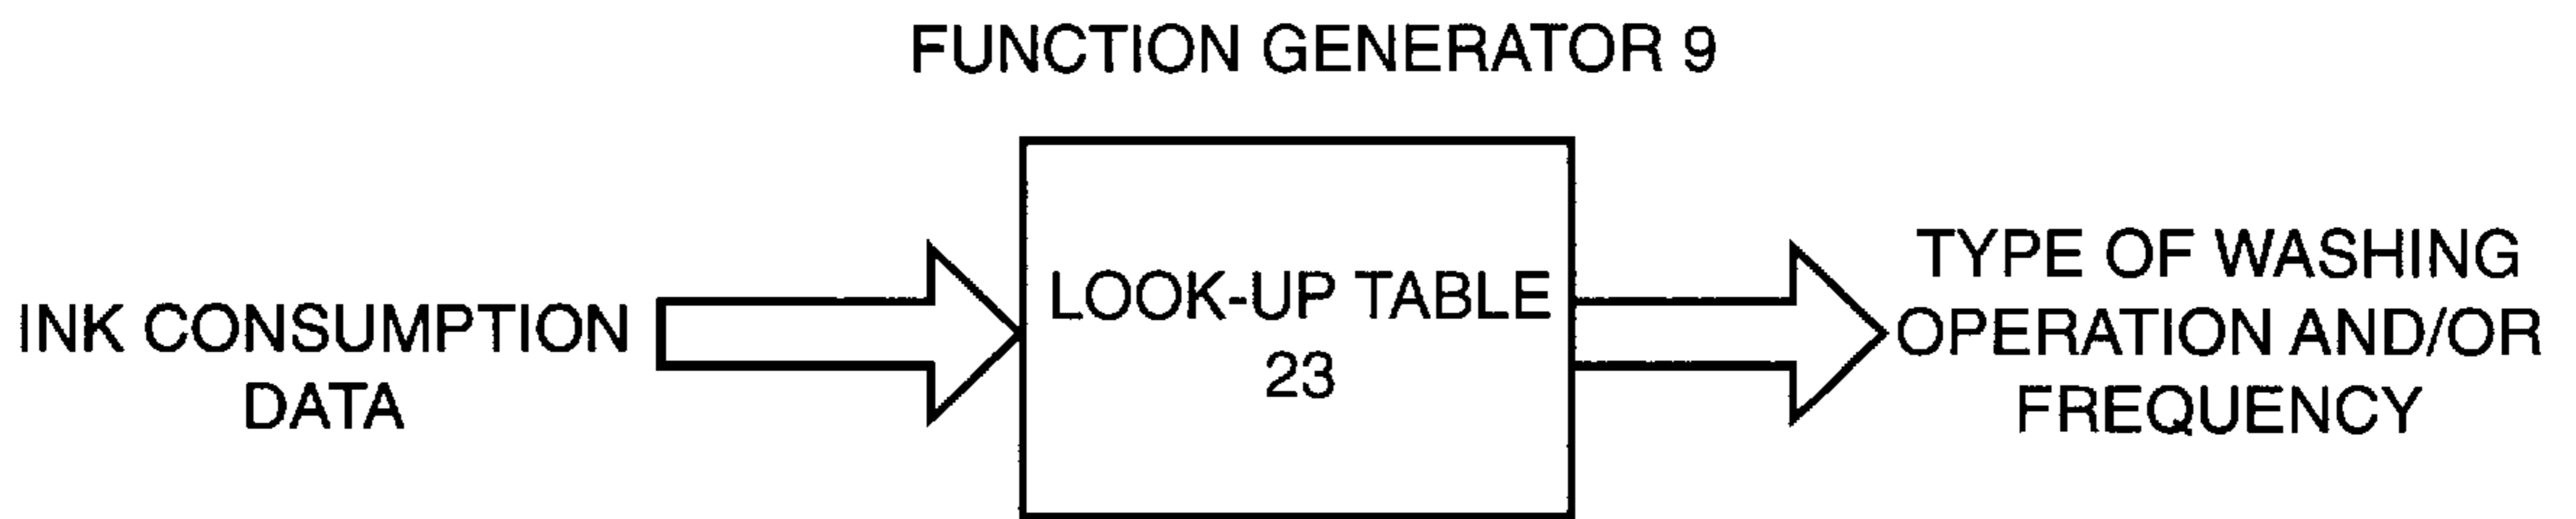 FUNCTION GENERATOR 9
INK CONSUMPTION
DATA
LOOK-UP TABLE
23
TYPE OF WASHING
OPERATION AND/OR
FREQUENCY